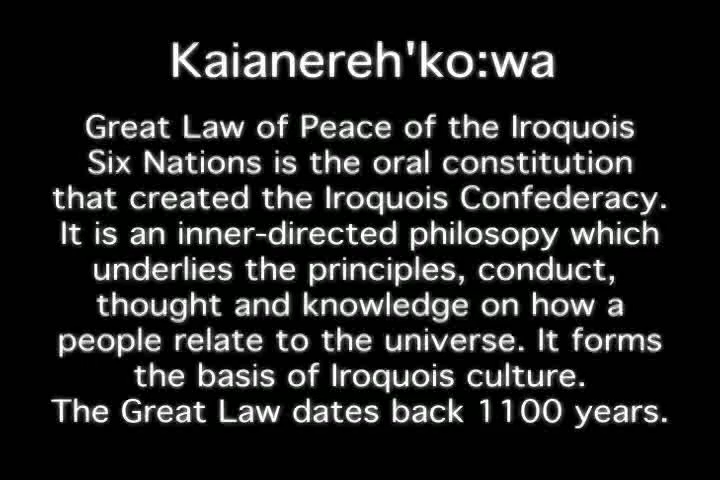 Kaianereh'ko:wa
Great Law of Peace of the Iroquois
Six Nations is the oral constitution
that created the Iroquois Confederacy.
It is an inner-directed philosopy which
underlies the principles, conduct,
thought and knowledge on how a
people relate to the universe. It forms
the basis of Iroquois culture.
The Great Law dates back 1100 years.